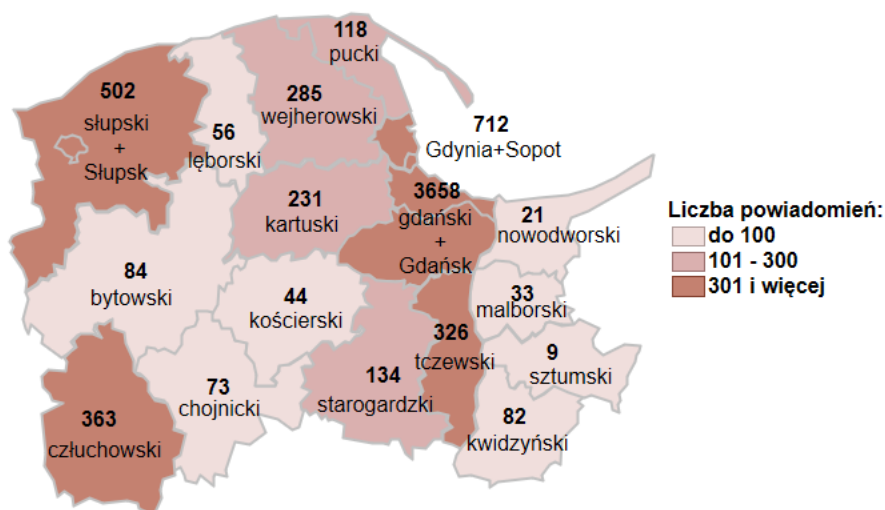 118
pucki
502
słupski
+
Słupsk
56
lęborski
285
wejherowski
712
Gdynia+Sopot
231
kartuski
3658
gdański
+
Gdańsk
21
nowodworski
Liczba powiadomień:
do 100
101 - 300
301 i więcej
84
bytowski
44
kościerski
33
malborski
326
tczewski
9
sztumski
73
chojnicki
134
starogardzki
363
człuchowski
82
kwidzyński